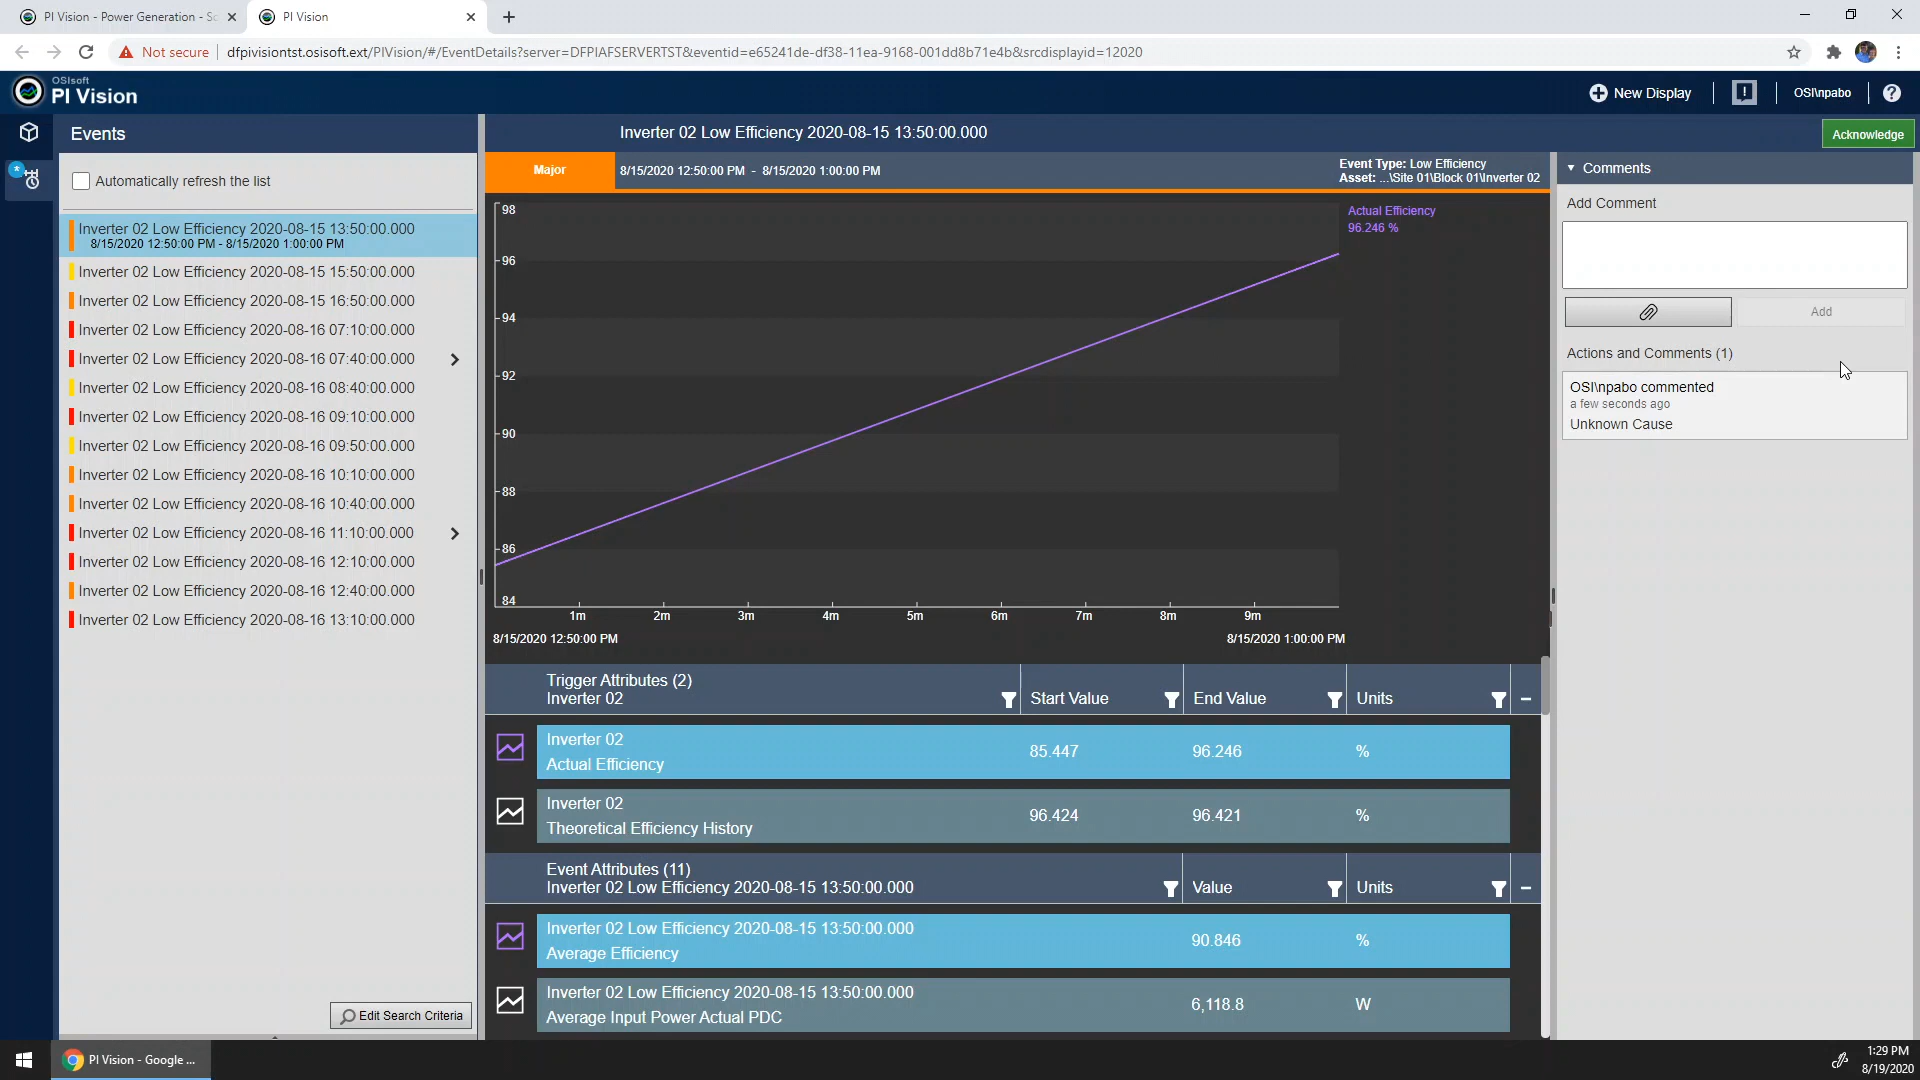 PI Vision - Power Generation - Sc
PI Vision
Not secure
dfpivisiontst.osisoft.ext/PIVision/#/EventDetails?server=DFPIAFSERVERTST&eventid=e65241de-df38-11ea-9168-001dd8b71e4b&srcdisplayid=12020
OSIsoft
PI Vision
New Display
OSI\npabo
Events
Inverter 02 Low Efficiency 2020-08-15 13:50:00.000
Acknowledge
Automatically refresh the list
Inverter 02 Low Efficiency 2020-08-15 13:50:00.000
8/15/2020 12:50:00 PM - 8/15/2020 1:00:00 PM
Inverter 02 Low Efficiency 2020-08-15 15:50:00.000
Inverter 02 Low Efficiency 2020-08-15 16:50:00.000
Inverter 02 Low Efficiency 2020-08-16 07:10:00.000
Inverter 02 Low Efficiency 2020-08-16 07:40:00.000
Inverter 02 Low Efficiency 2020-08-16 08:40:00.000
Inverter 02 Low Efficiency 2020-08-16 09:10:00.000
Inverter 02 Low Efficiency 2020-08-16 09:50:00.000
Inverter 02 Low Efficiency 2020-08-16 10:10:00.000
Inverter 02 Low Efficiency 2020-08-16 10:40:00.000
Inverter 02 Low Efficiency 2020-08-16 11:10:00.000
Inverter 02 Low Efficiency 2020-08-16 12:10:00.000
Inverter 02 Low Efficiency 2020-08-16 12:40:00.000
Inverter 02 Low Efficiency 2020-08-16 13:10:00.000
Edit Search Criteria
Major
8/15/2020 12:50:00 PM - 8/15/2020 1:00:00 PM
Event Type: Low Efficiency
Asset: ...\Site 01\Block 01\Inverter 02
98
96
94
92
90
88
86
84
1m 2m 3m 4m 5m 6m 7m 8m 9m
8/15/2020 12:50:00 PM
8/15/2020 1:00:00 PM
Actual Efficiency
96.246 %
Trigger Attributes (2)
Inverter 02
Start Value
End Value
Units
Inverter 02
Actual Efficiency
85.447
96.246
%
Inverter 02
Theoretical Efficiency History
96.424
96.421
%
Event Attributes (11)
Inverter 02 Low Efficiency 2020-08-15 13:50:00.000
Value
Units
Inverter 02 Low Efficiency 2020-08-15 13:50:00.000
Average Efficiency
90.846
%
Inverter 02 Low Efficiency 2020-08-15 13:50:00.000
Average Input Power Actual PDC
6,118.8
W
Comments
Add Comment
Add
Actions and Comments (1)
OSI\npabo commented
a few seconds ago
Unknown Cause
PI Vision - Google ...
1:29 PM
8/19/2020